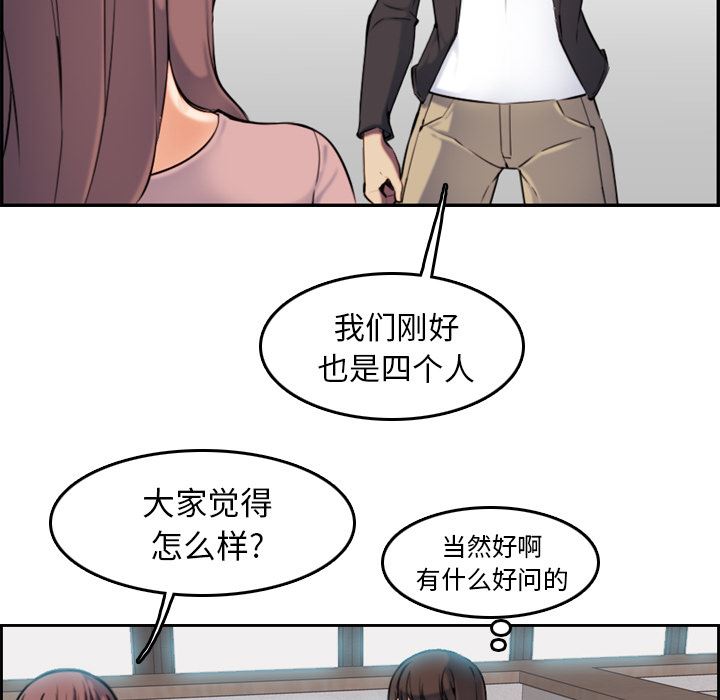 我们刚好
也是四个人
大家觉得
怎么样?
当然好啊
有什么好问的